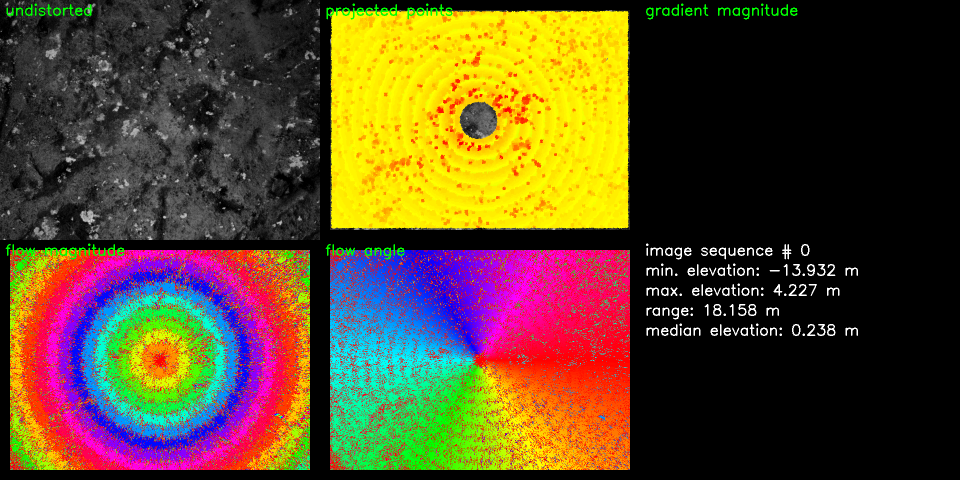 undistorted
projected points
gradient magnitude
flow magnitude
flow angle
image sequence # 0
min. elevation: -13.932 m
max. elevation: 4.227 m
range: 18.158 m
median elevation: 0.238 m